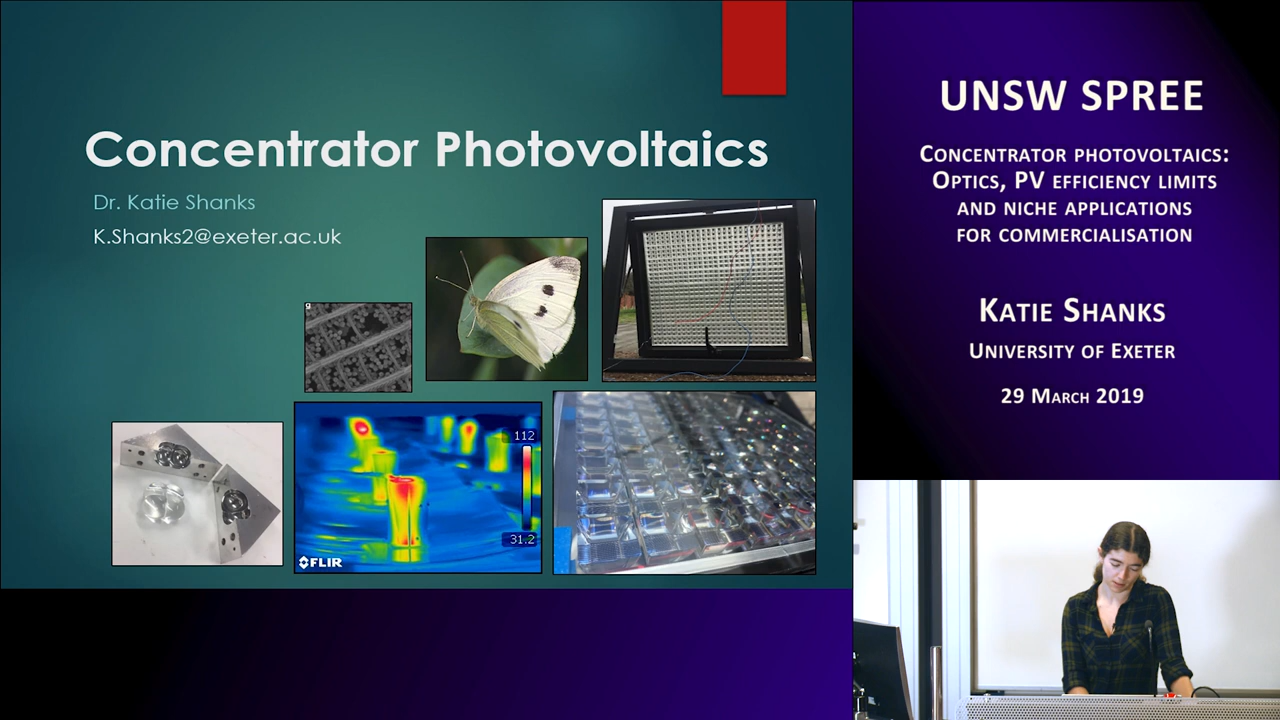 Concentrator Photovoltaics
Dr. Katie Shanks
K.Shanks2@exeter.ac.uk
g
112
31.2
FLIR
UNSW SPREE
CONCENTRATOR PHOTOVOLTAICS:
OPTICS, PV EFFICIENCY LIMITS
AND NICHE APPLICATIONS
FOR COMMERCIALISATION
KATIE SHANKS
UNIVERSITY OF EXETER
29 MARCH 2019